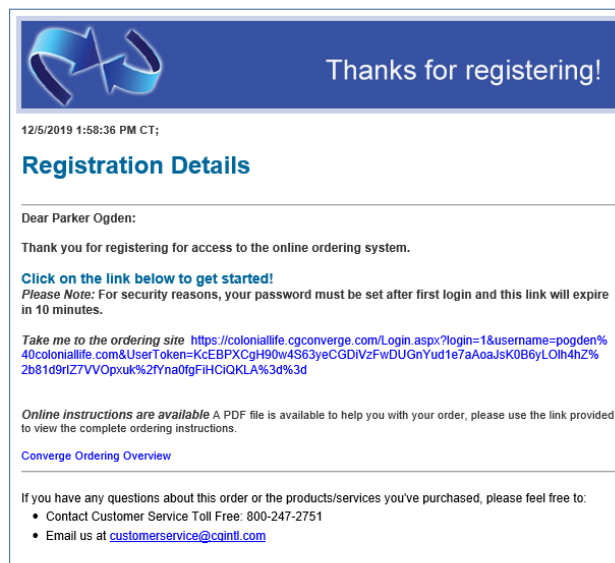 Thanks for registering!
12/5/2019 1:58:36 PM CT;
Registration Details
Dear Parker Ogden:
Thank you for registering for access to the online ordering system.
Click on the link below to get started!
Please Note: For security reasons, your password must be set after first login and this link will expire
in 10 minutes.
Take me to the ordering site https://coloniallife.cgconverge.com/Login.aspx?login=1&username=pogden%
40coloniallife.com&UserToken=KcEBPXCgH90w4S63yeCGDiVzFwDUGnYud1e7aAoaJsK0B6yLOlh4hZ%
2b81d9rIZ7VVOpxuk%2fYna0fgFiHCiQKLA%3d%3d
Online instructions are available A PDF file is available to help you with your order, please use the link provided
to view the complete ordering instructions.
Converge Ordering Overview
If you have any questions about this order or the products/services you've purchased, please feel free to:
• Contact Customer Service Toll Free: 800-247-2751
• Email us at customerservice@cgintl.com